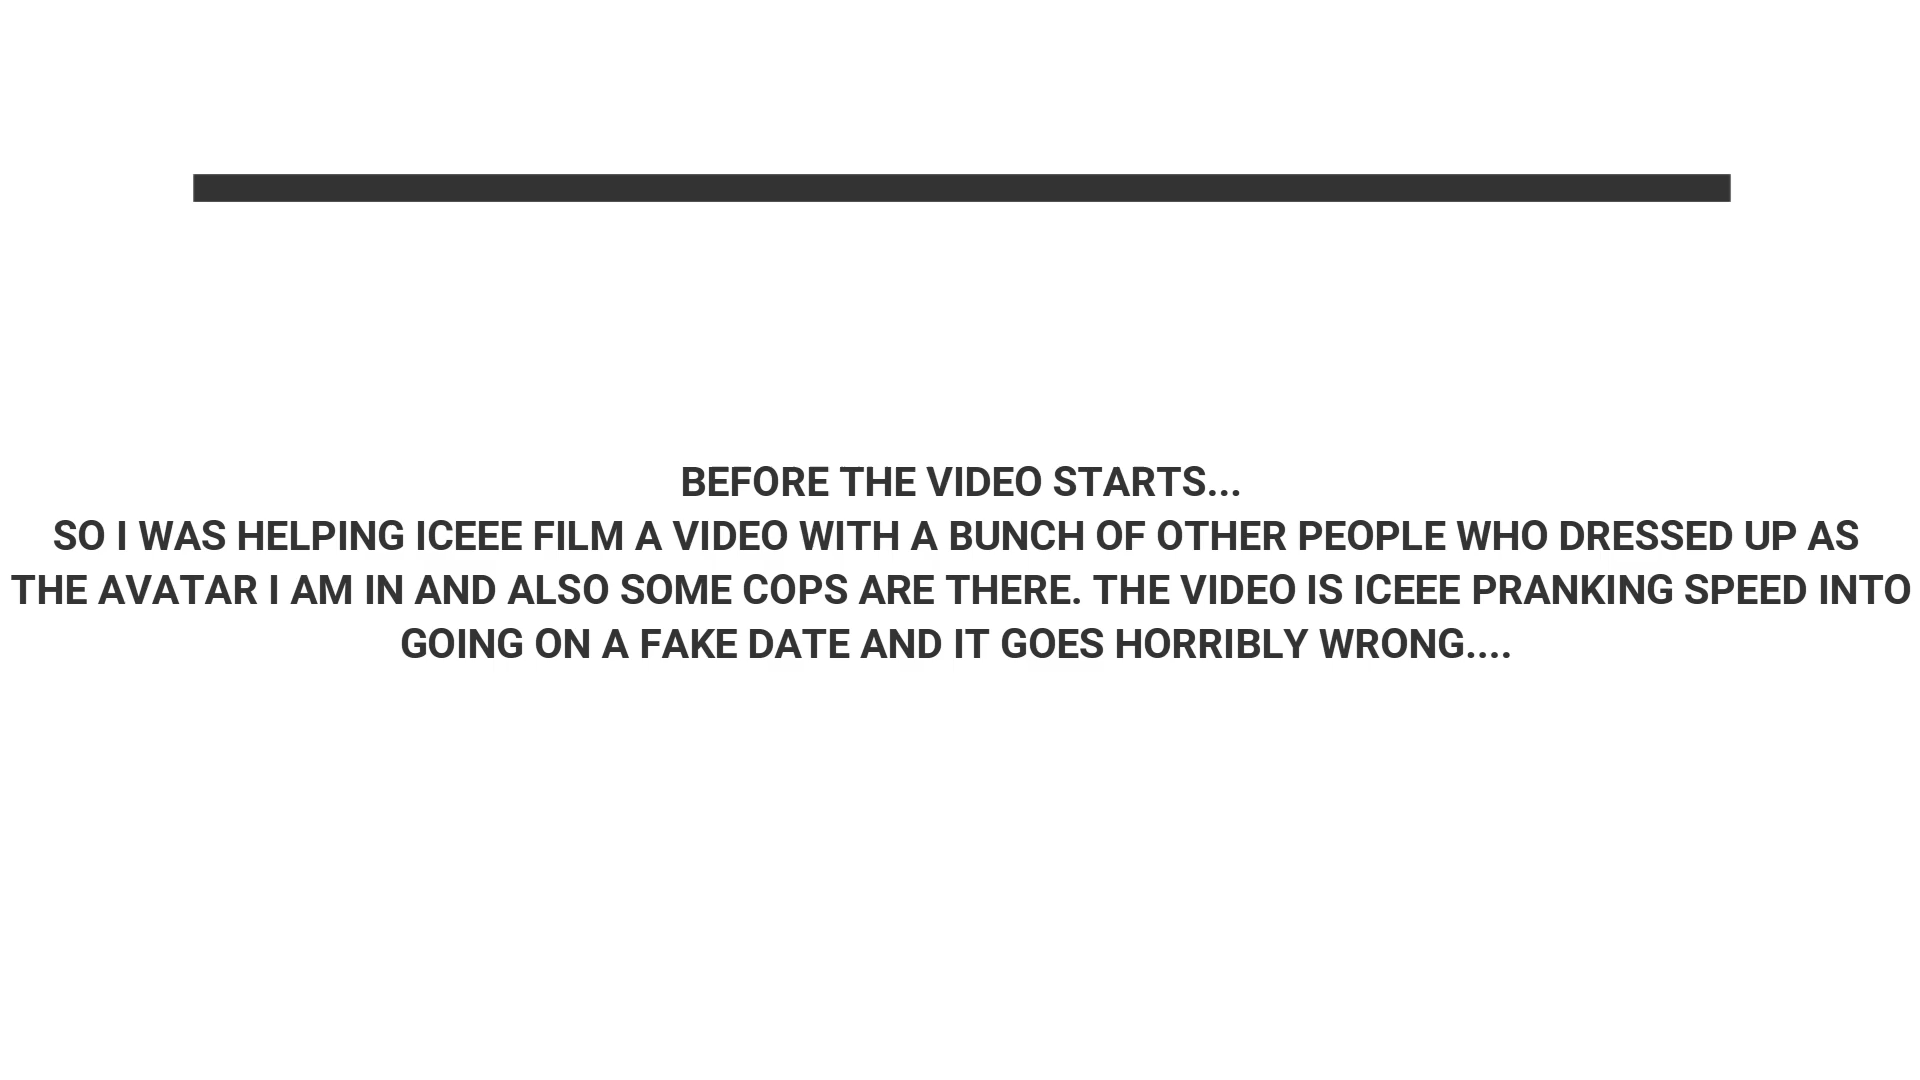 BEFORE THE VIDEO STARTS...
SO I WAS HELPING ICEEE FILM A VIDEO WITH A BUNCH OF OTHER PEOPLE WHO DRESSED UP AS
THE AVATAR I AM IN AND ALSO SOME COPS ARE THERE. THE VIDEO IS ICEEE PRANKING SPEED INTO
GOING ON A FAKE DATE AND IT GOES HORRIBLY WRONG....